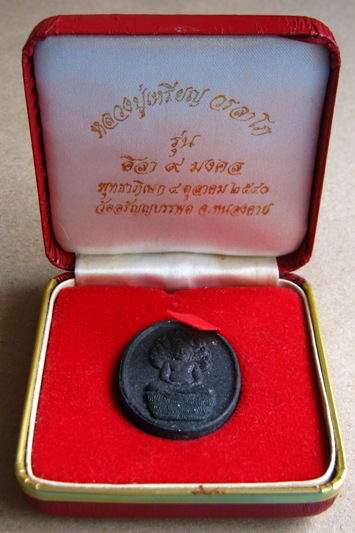 หลวงปู่เหรียญ วรลาโภ
รุ่น
ศิลา ๙ มงคล
พุทธาภิเษก ๔ ตุลาคม ๒๕๔๐
วัดอรัญญบรรพต จ.หนองคาย